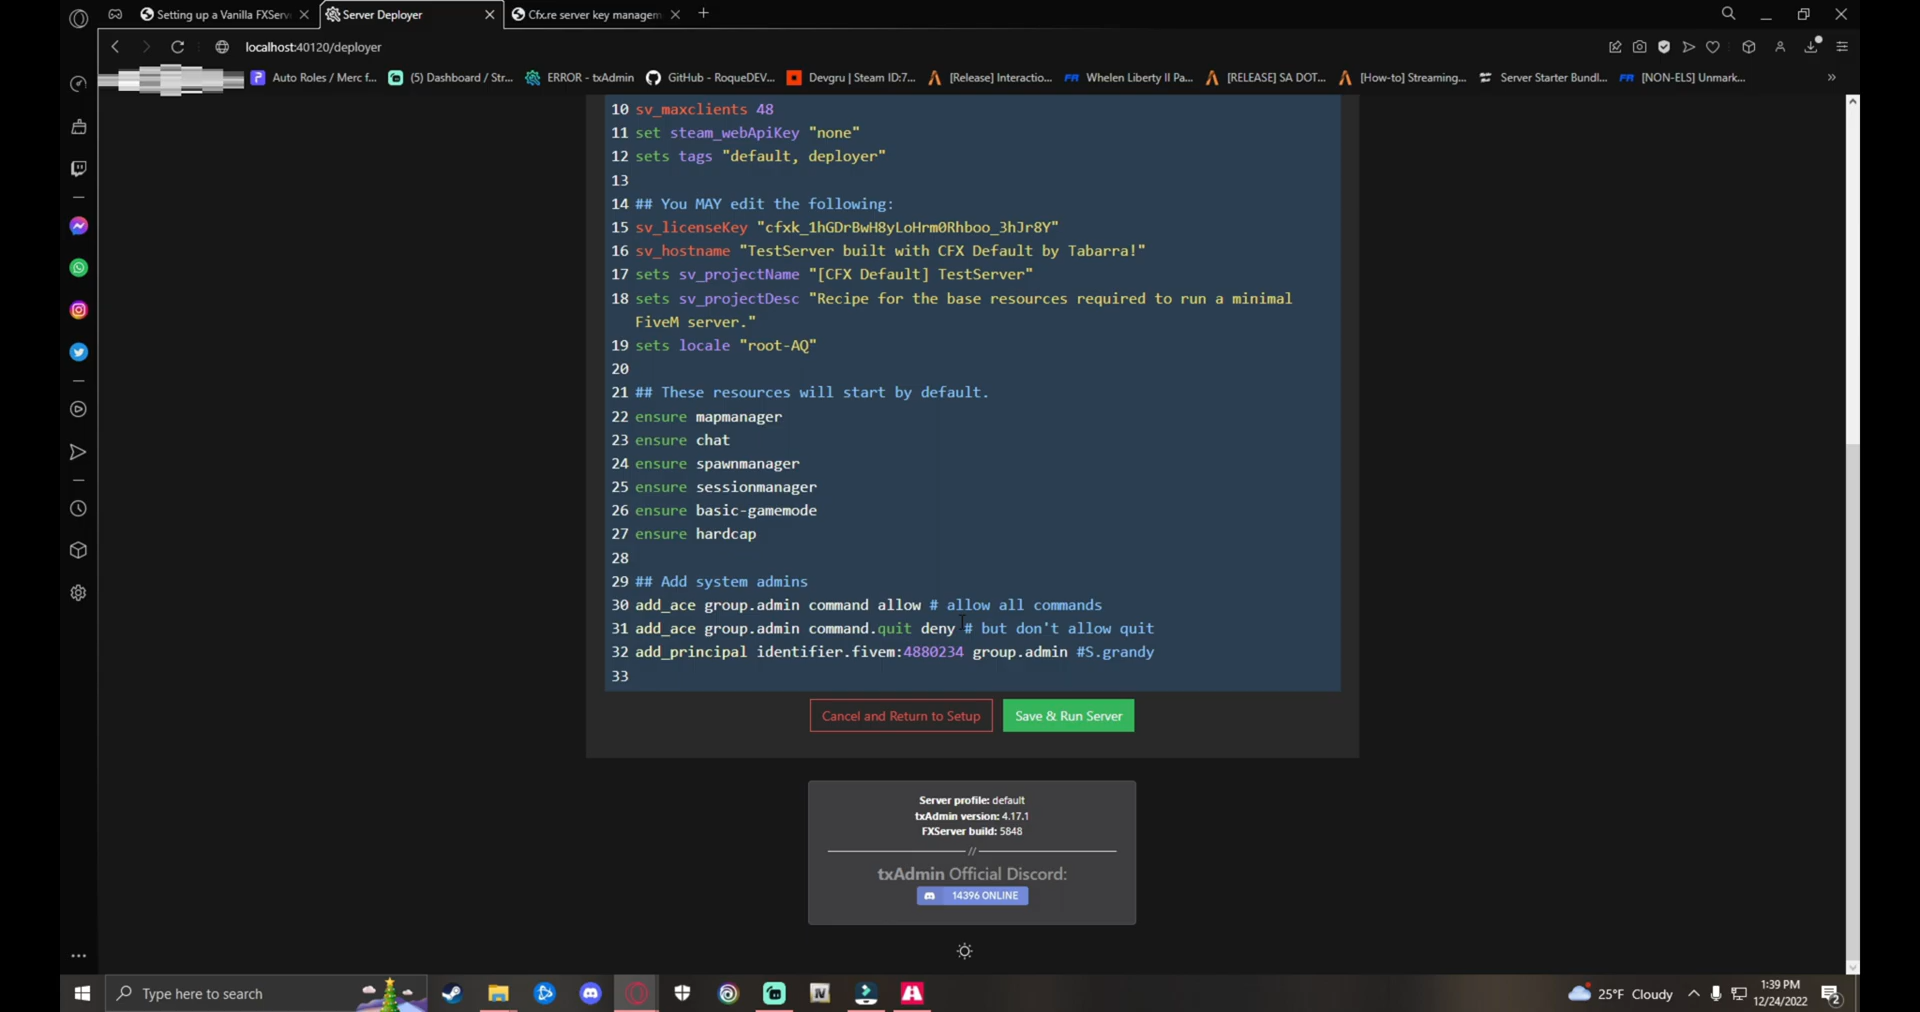 Setting up a Vanilla FXServ
Server Deployer
Cfx.re server key managem
localhost:40120/deployer
Auto Roles / Merc f...
(5) Dashboard / Str...
ERROR - txAdmin
GitHub - RoqueDEV...
Devgru | Steam ID:7...
[Release] Interactio...
Whelen Liberty II Pa...
[RELEASE] SA DOT...
[How-to] Streaming...
Server Starter Bundl...
[NON-ELS] Unmark...
10 sv_maxclients 48
11 set steam_webApiKey "none"
12 sets tags "default, deployer"
13
14 ## You MAY edit the following:
15 sv_licenseKey "cfxk_1hGDrBwH8yLoHrm0Rhboo_3hJr8Y"
16 sv_hostname "TestServer built with CFX Default by Tabarra!"
17 sets sv_projectName "[CFX Default] TestServer"
18 sets sv_projectDesc "Recipe for the base resources required to run a minimal
FiveM server."
19 sets locale "root-AQ"
20
21 ## These resources will start by default.
22 ensure mapmanager
23 ensure chat
24 ensure spawnmanager
25 ensure sessionmanager
26 ensure basic-gamemode
27 ensure hardcap
28
29 ## Add system admins
30 add_ace group.admin command allow # allow all commands
31 add_ace group.admin command.quit deny # but don't allow quit
32 add_principal identifier.fivem:4880234 group.admin #S.grandy
33
Cancel and Return to Setup
Save & Run Server
Server profile: default
txAdmin version: 4.17.1
FXServer build: 5848
//
txAdmin Official Discord:
14396 ONLINE
Type here to search
25°F Cloudy
1:39 PM
12/24/2022
2